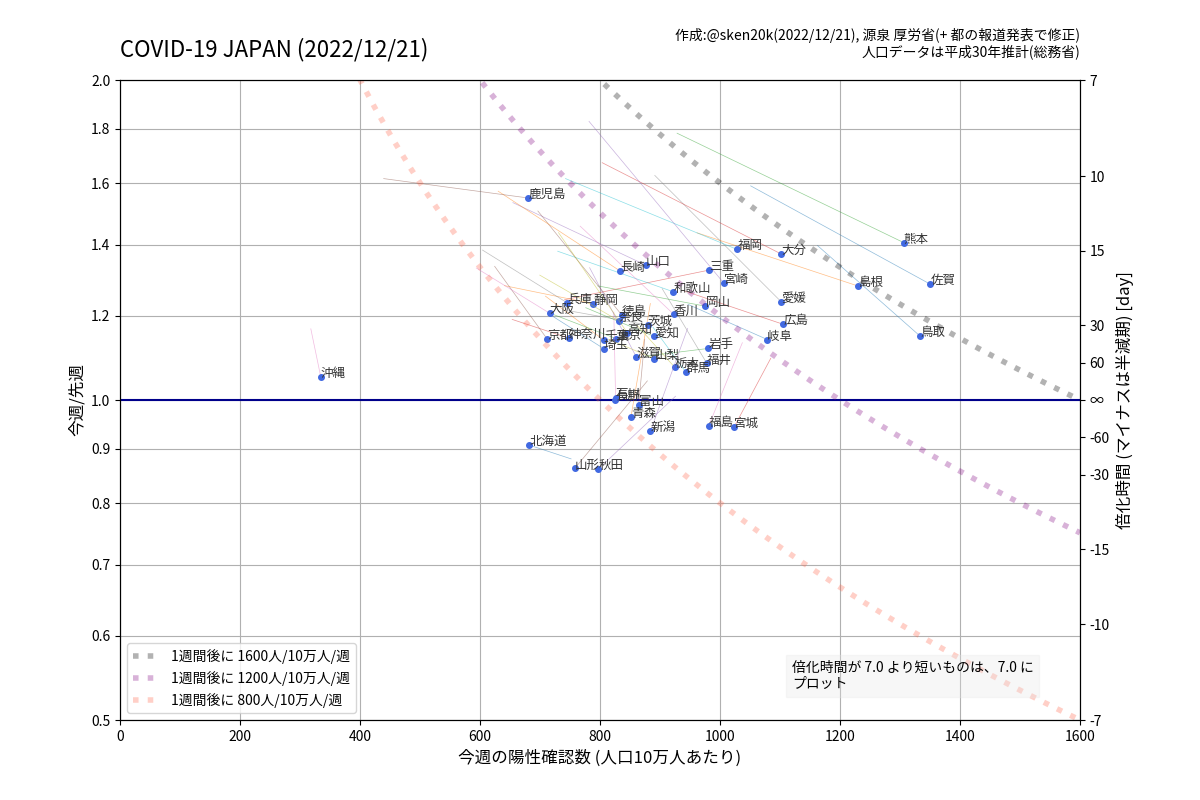 COVID-19 JAPAN (2022/12/21)
作成:@sken20k(2022/12/21), 源泉 厚労省(+ 都の報道発表で修正)
人口データは平成30年推計(総務省)
2.0
1.8
1.6
1.4
1.2
1.0
0.9
0.8
0.7
0.6
0.5
今週/先週
7
10
15
30
60
∞
-60
-30
-15
-10
-7
倍化時間 (マイナスは半減期) [day]
鹿児島
熊本
福岡
大分
長崎
山口
三重
宮崎
島根
佐賀
和歌山
兵庫
静岡
岡山
愛媛
大阪
徳島
香川
奈良
茨城
広島
京都
神奈川
千葉
東京
高知
愛知
岐阜
鳥取
埼玉
岩手
滋賀
山梨
栃木
福井
群馬
沖縄
富山
青森
新潟
福島
宮城
北海道
山形
秋田
1週間後に 1600人/10万人/週
1週間後に 1200人/10万人/週
1週間後に 800人/10万人/週
倍化時間が 7.0 より短いものは、7.0 に
プロット
0
200
400
600
800
1000
1200
1400
1600
今週の陽性確認数 (人口10万人あたり)